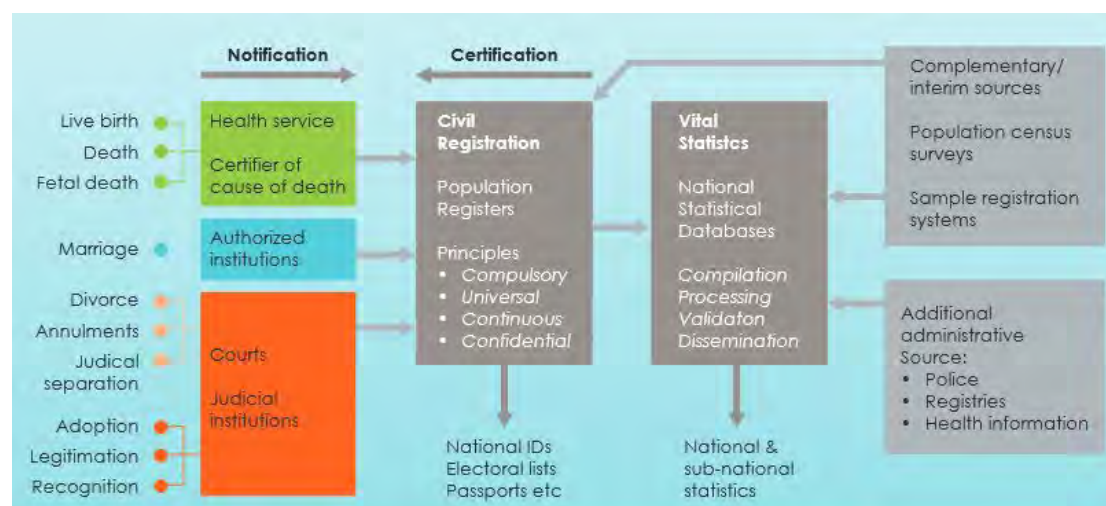 Notification
Certification
Live birth
Death
Fetal death
Marriage
Divorce
Annulments
Judical
separation
Adoption
Legitimation
Recognition
Health service
Certifier of
cause of death
Authorized
institutions
Courts
Judicial
institutions
Civil
Registration
Population
Registers
Principles
• Compulsory
• Universal
• Continuous
• Confidential
National IDs
Electoral lists
Passports etc
Vital
Statistcs
National
Statistical
Databases
Compilation
Processing
Validaton
Dissemination
National &
sub-national
statistics
Complementary/
interim sources
Population census
surveys
Sample registration
systems
Additional
administrative
Source:
• Police
• Registries
• Health information